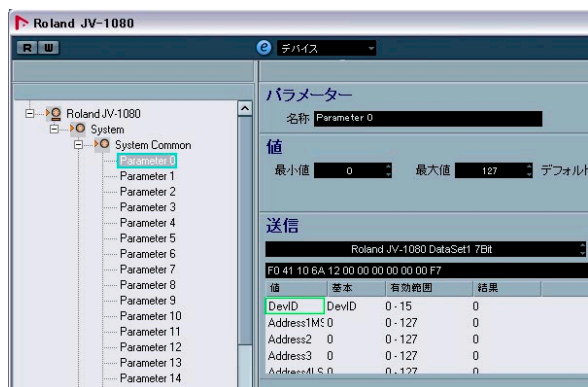 Roland JV-1080
R W e デバイス
Roland JV-1080
System
System Common
Parameter 0
Parameter 1
Parameter 2
Parameter 3
Parameter 4
Parameter 5
Parameter 6
Parameter 7
Parameter 8
Parameter 9
Parameter 10
Parameter 11
Parameter 12
Parameter 13
Parameter 14
パラメーター
名称 Parameter 0
値
最小値 0 最大値 127 デフォルト
送信
Roland JV-1080 DataSet1 7Bit
F0 41 10 6A 12 00 00 00 00 00 00 F7
値 基本 有効範囲 結果
DevID DevID 0 - 15 0
Address1MS 0 0 - 127 0
Address2 0 0 - 127 0
Address3 0 0 - 127 0
Address4LS 0 0 - 127 0